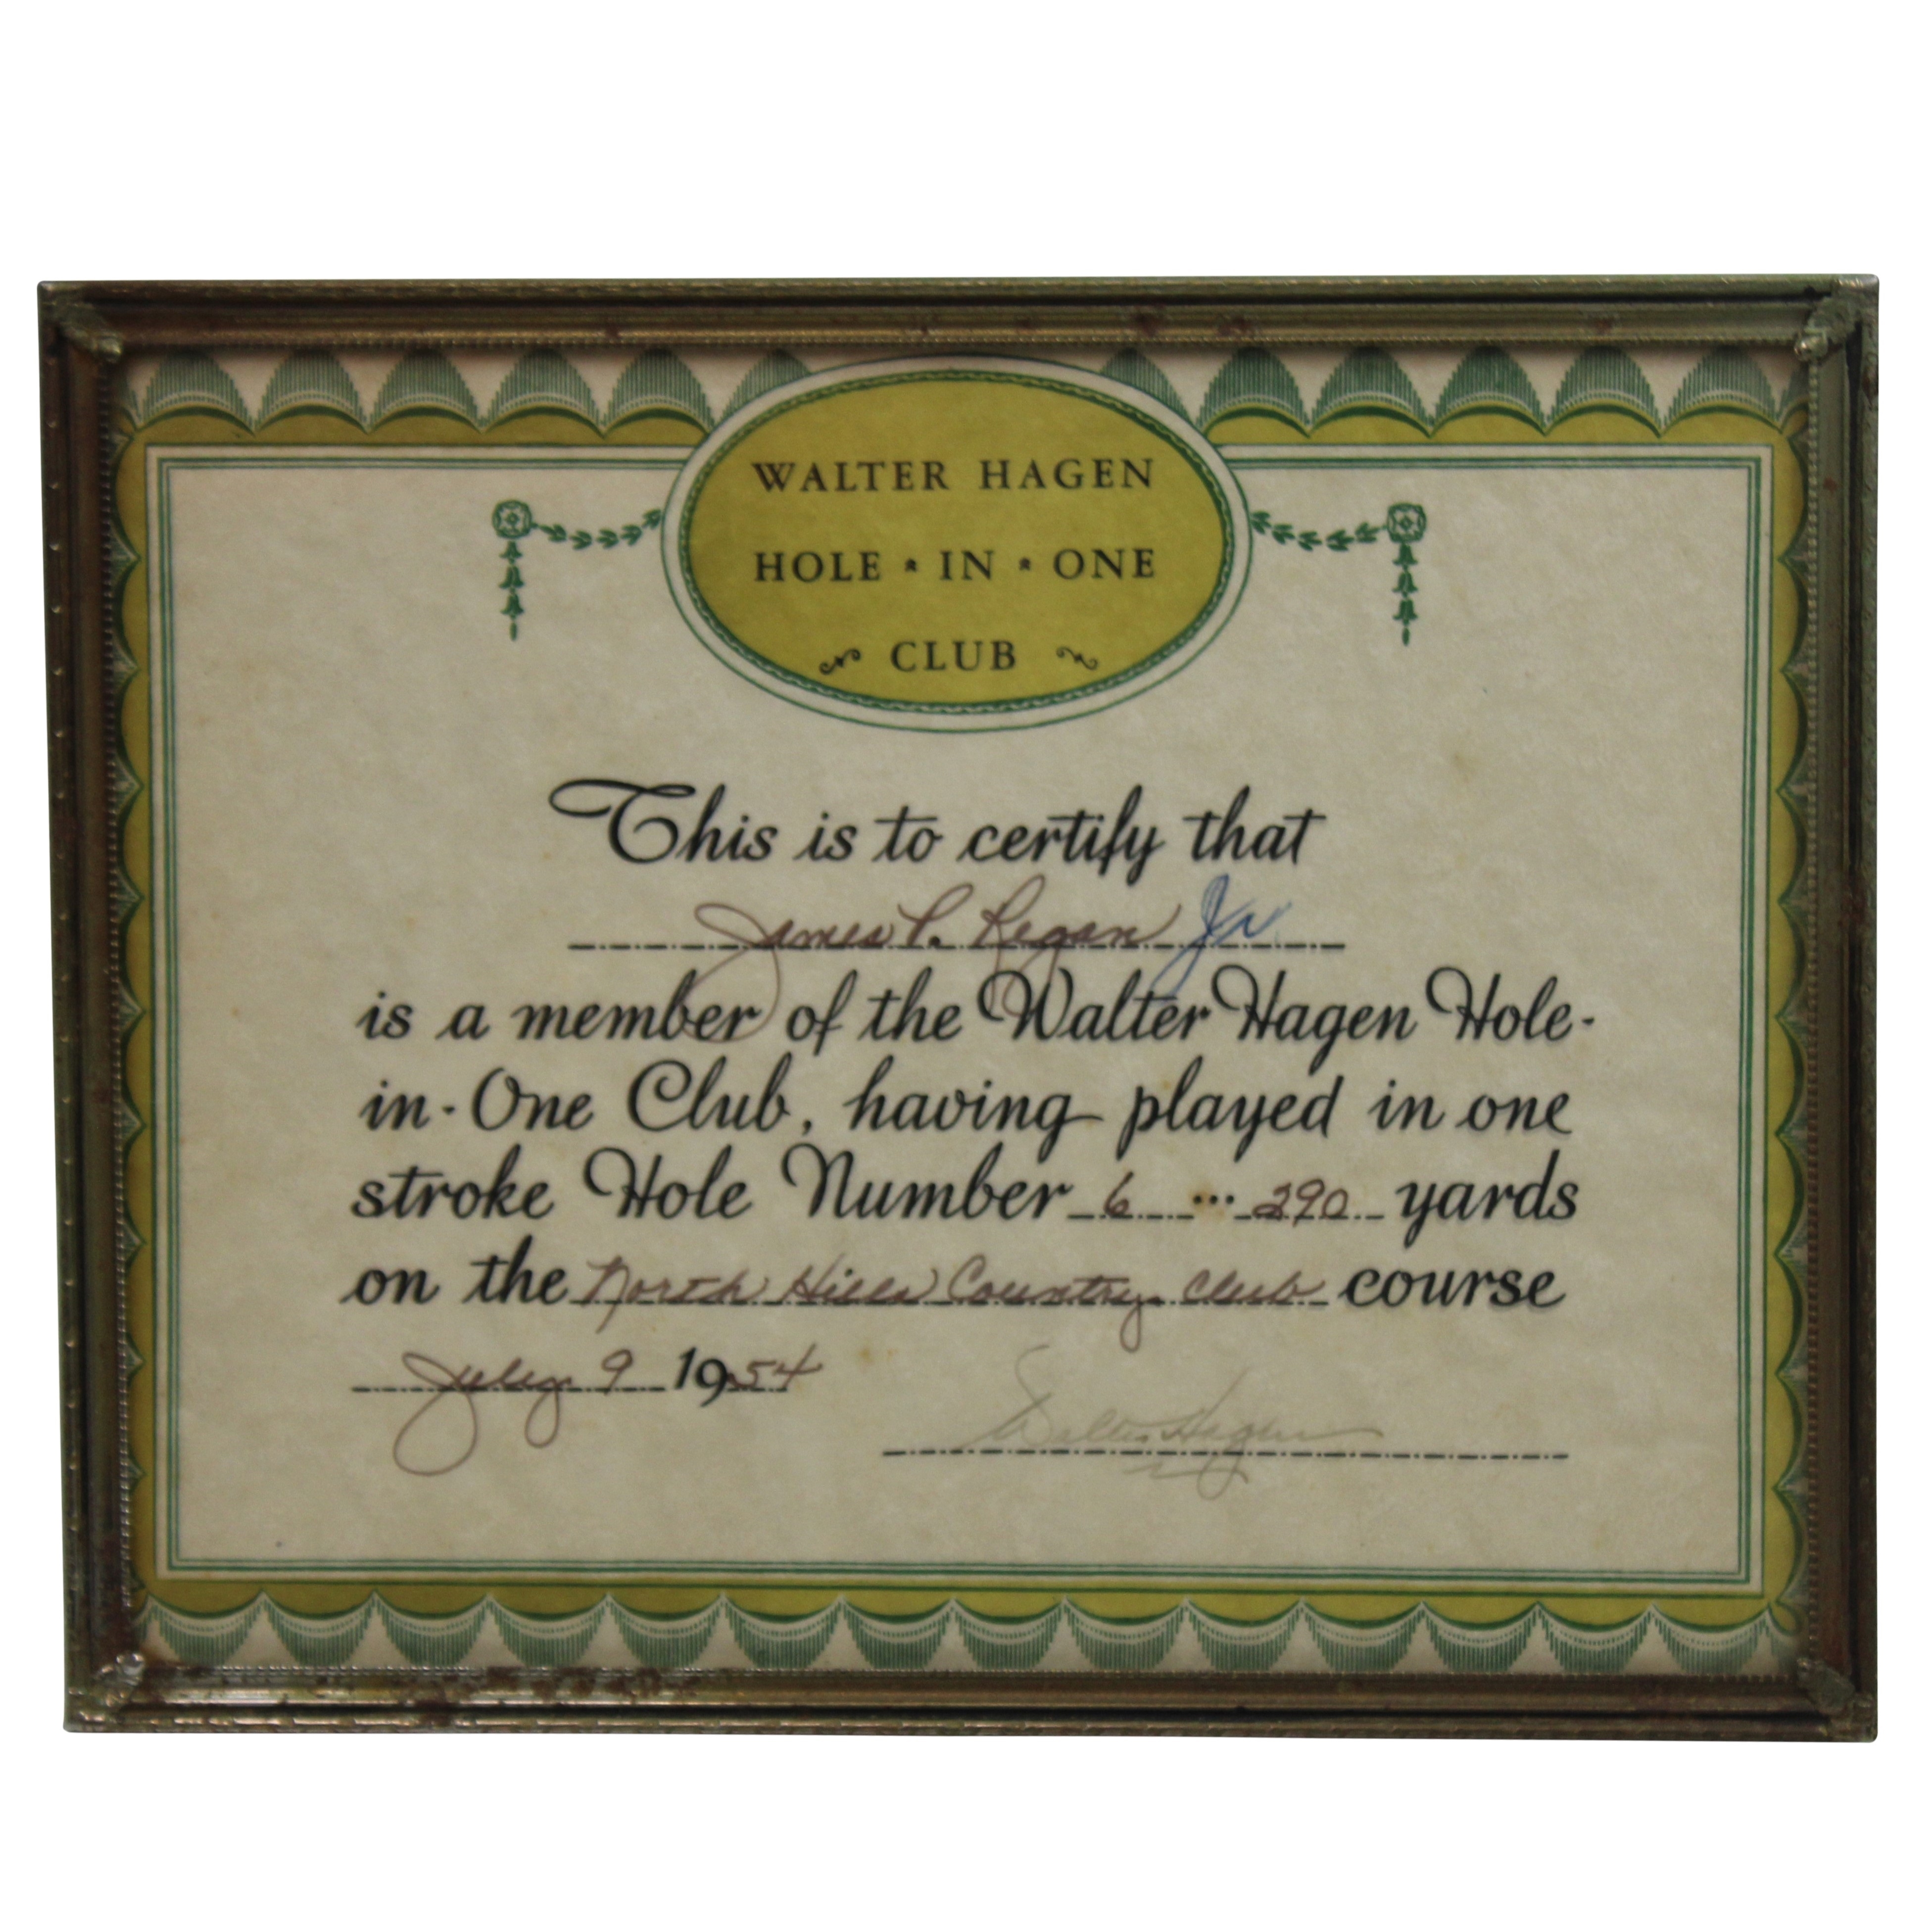 WALTER HAGEN
HOLE * IN * ONE
CLUB
This is to certify that
James P. Regan Jr
is a member of the Walter Hagen Hole-
in-One Club, having played in one
stroke Hole Number 6 ... 290 yards
on the North Hills Country Club course
July 9 1954
Walter Hagen